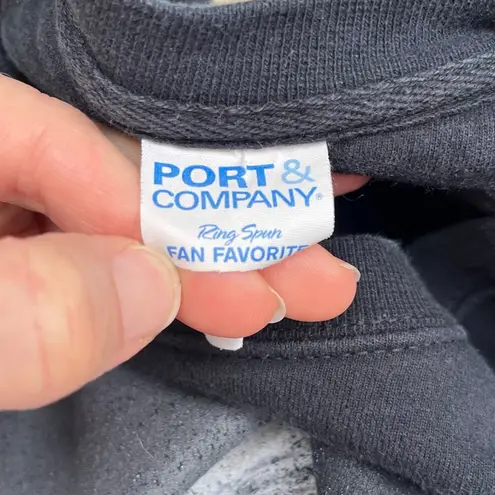 PORT &
COMPANY®
Ring Spun
FAN FAVORITE